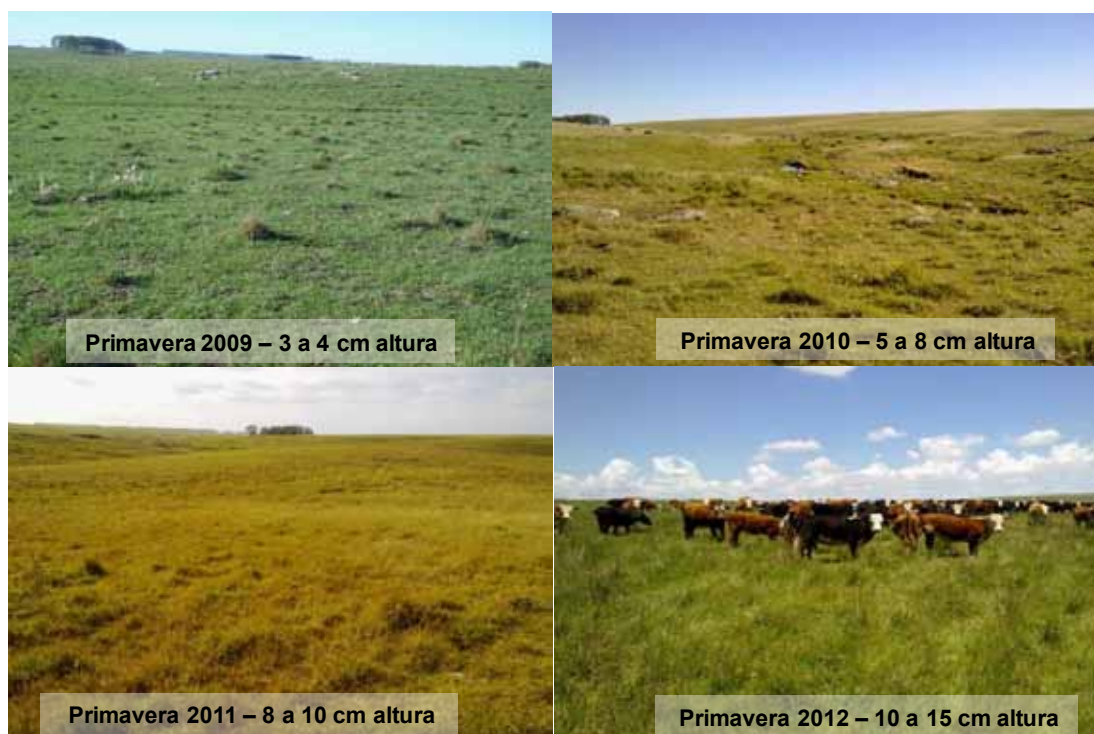 Primavera 2009 – 3 a 4 cm altura
Primavera 2010 – 5 a 8 cm altura
Primavera 2011 – 8 a 10 cm altura
Primavera 2012 – 10 a 15 cm altura